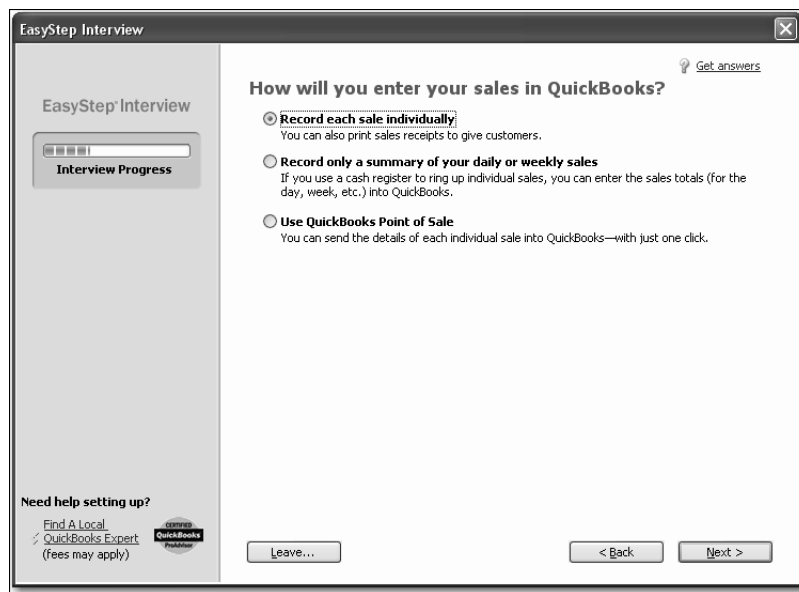 EasyStep Interview
Get answers
EasyStep Interview
Interview Progress
How will you enter your sales in QuickBooks?
Record each sale individually
You can also print sales receipts to give customers.
Record only a summary of your daily or weekly sales
If you use a cash register to ring up individual sales, you can enter the sales totals (for the
day, week, etc.) into QuickBooks.
Use QuickBooks Point of Sale
You can send the details of each individual sale into QuickBooks—with just one click.
Need help setting up?
Find A Local
QuickBooks Expert
(fees may apply)
CERTIFIED
QuickBooks
ProAdvisor
Leave...
< Back
Next >